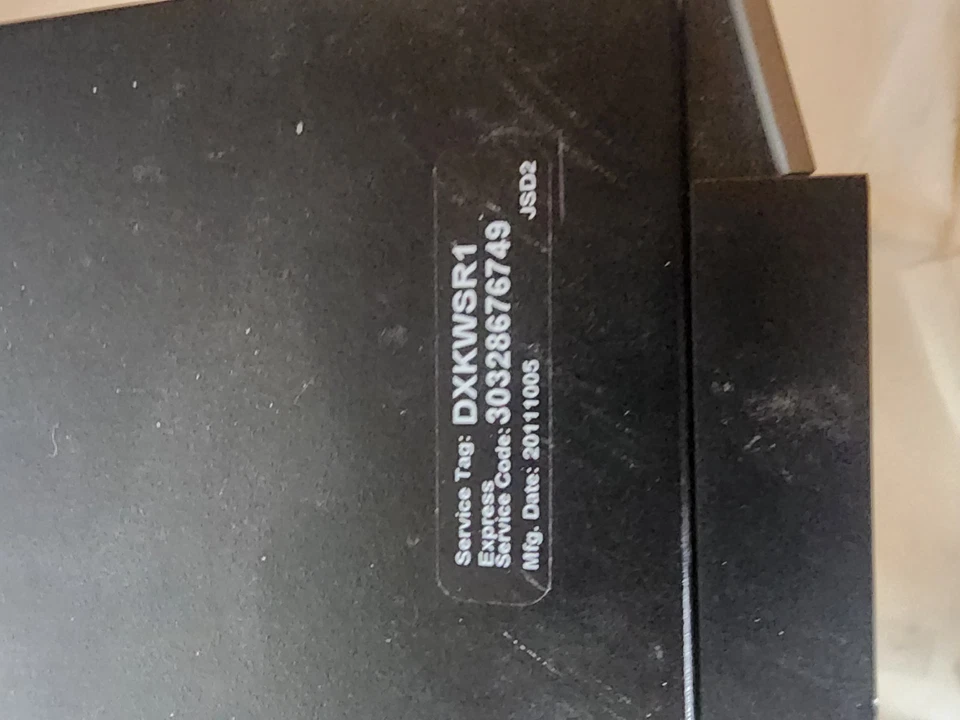 Service Tag: DXKWSR1
Express
Service Code: 30328676749
Mfg. Date: 20111005 JSD2